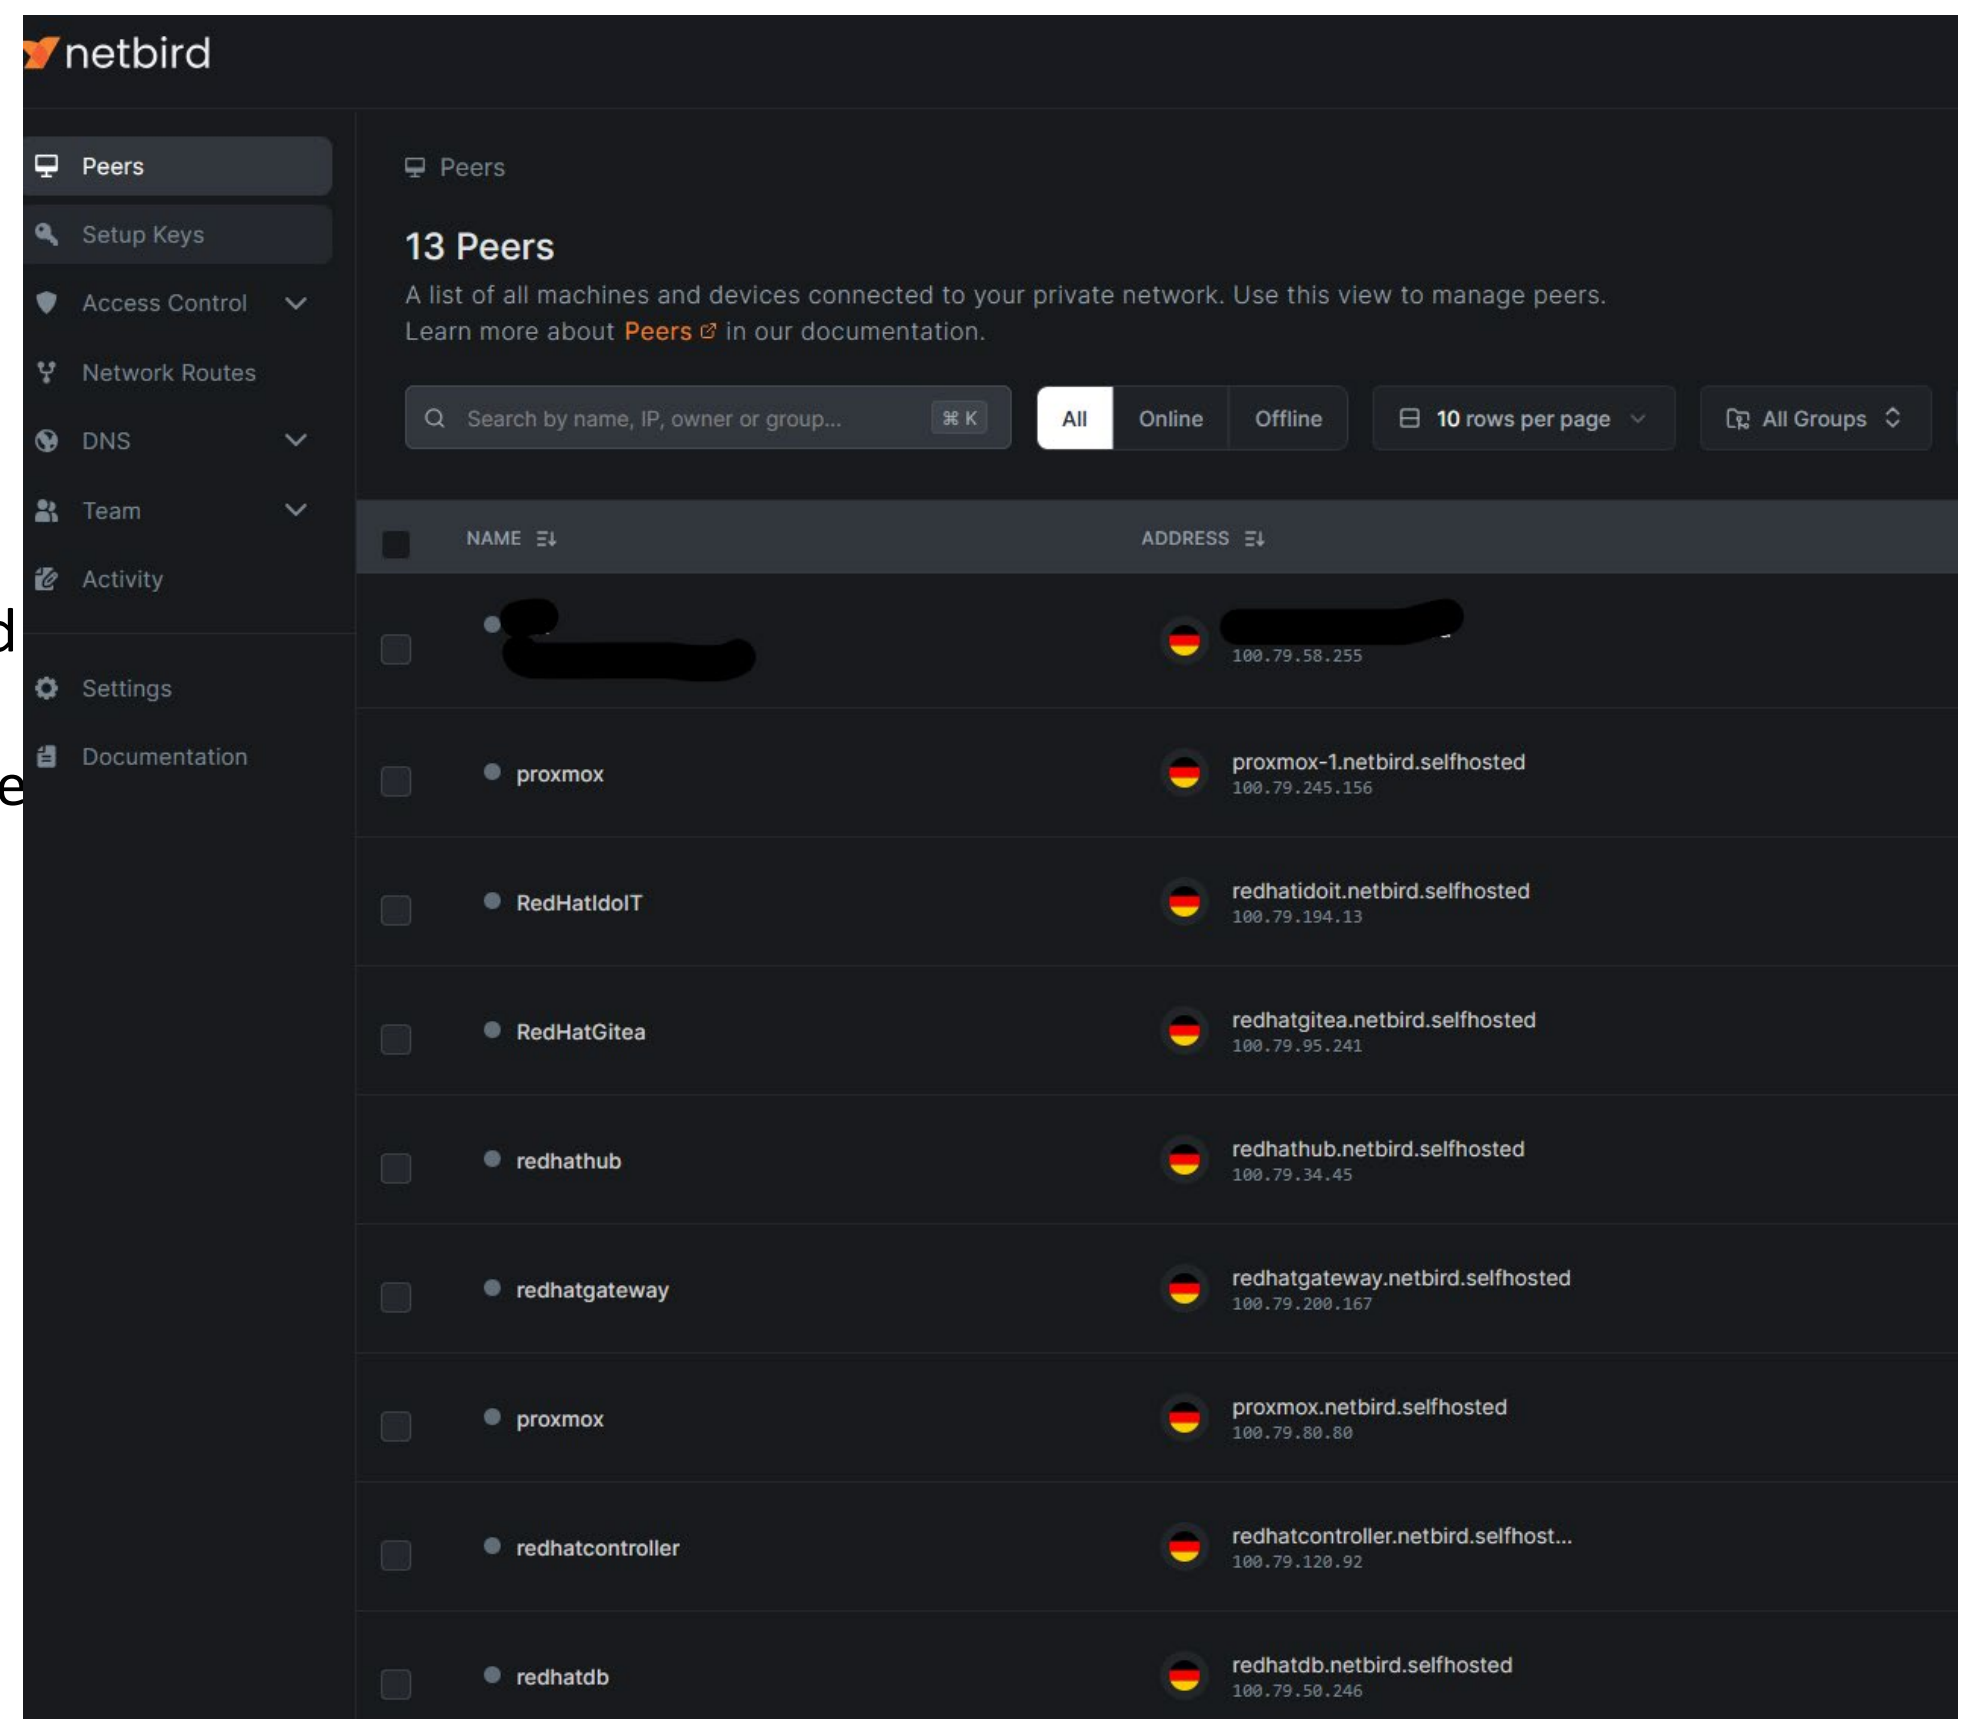 netbird
Peers
Setup Keys
Access Control
Network Routes
DNS
Team
Activity
Settings
Documentation
Peers
13 Peers
A list of all machines and devices connected to your private network. Use this view to manage peers.
Learn more about Peers in our documentation.
Search by name, IP, owner or group... ⌘ K All Online Offline 10 rows per page All Groups
NAME ADDRESS
100.79.58.255
proxmox proxmox-1.netbird.selfhosted
100.79.245.156
RedHatIdoIT redhatidoit.netbird.selfhosted
100.79.194.13
RedHatGitea redhatgitea.netbird.selfhosted
100.79.95.241
redhathub redhathub.netbird.selfhosted
100.79.34.45
redhatgateway redhatgateway.netbird.selfhosted
100.79.200.167
proxmox proxmox.netbird.selfhosted
100.79.80.80
redhatcontroller redhatcontroller.netbird.selfhost...
100.79.120.92
redhatdb redhatdb.netbird.selfhosted
100.79.50.246